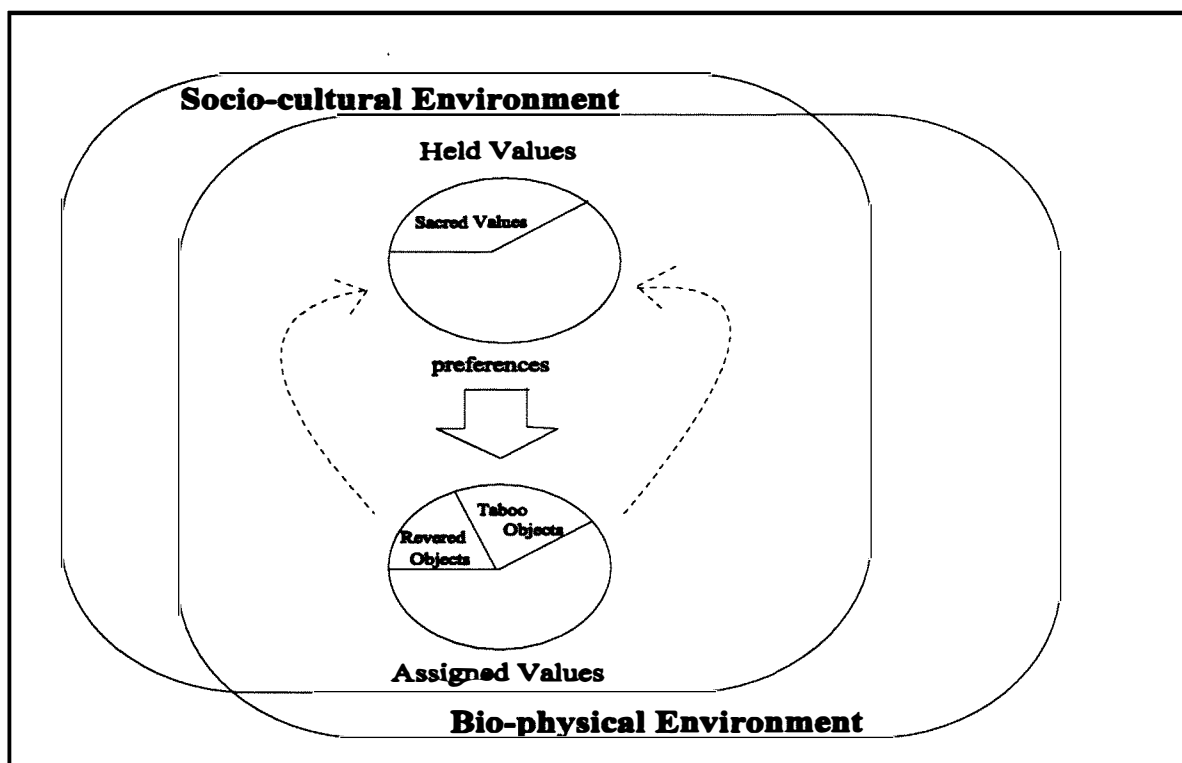 Socio-cultural Environment
Held Values
Sacred Values
preferences
Taboo
Objects
Revered
Objects
Assigned Values
Bio-physical Environment